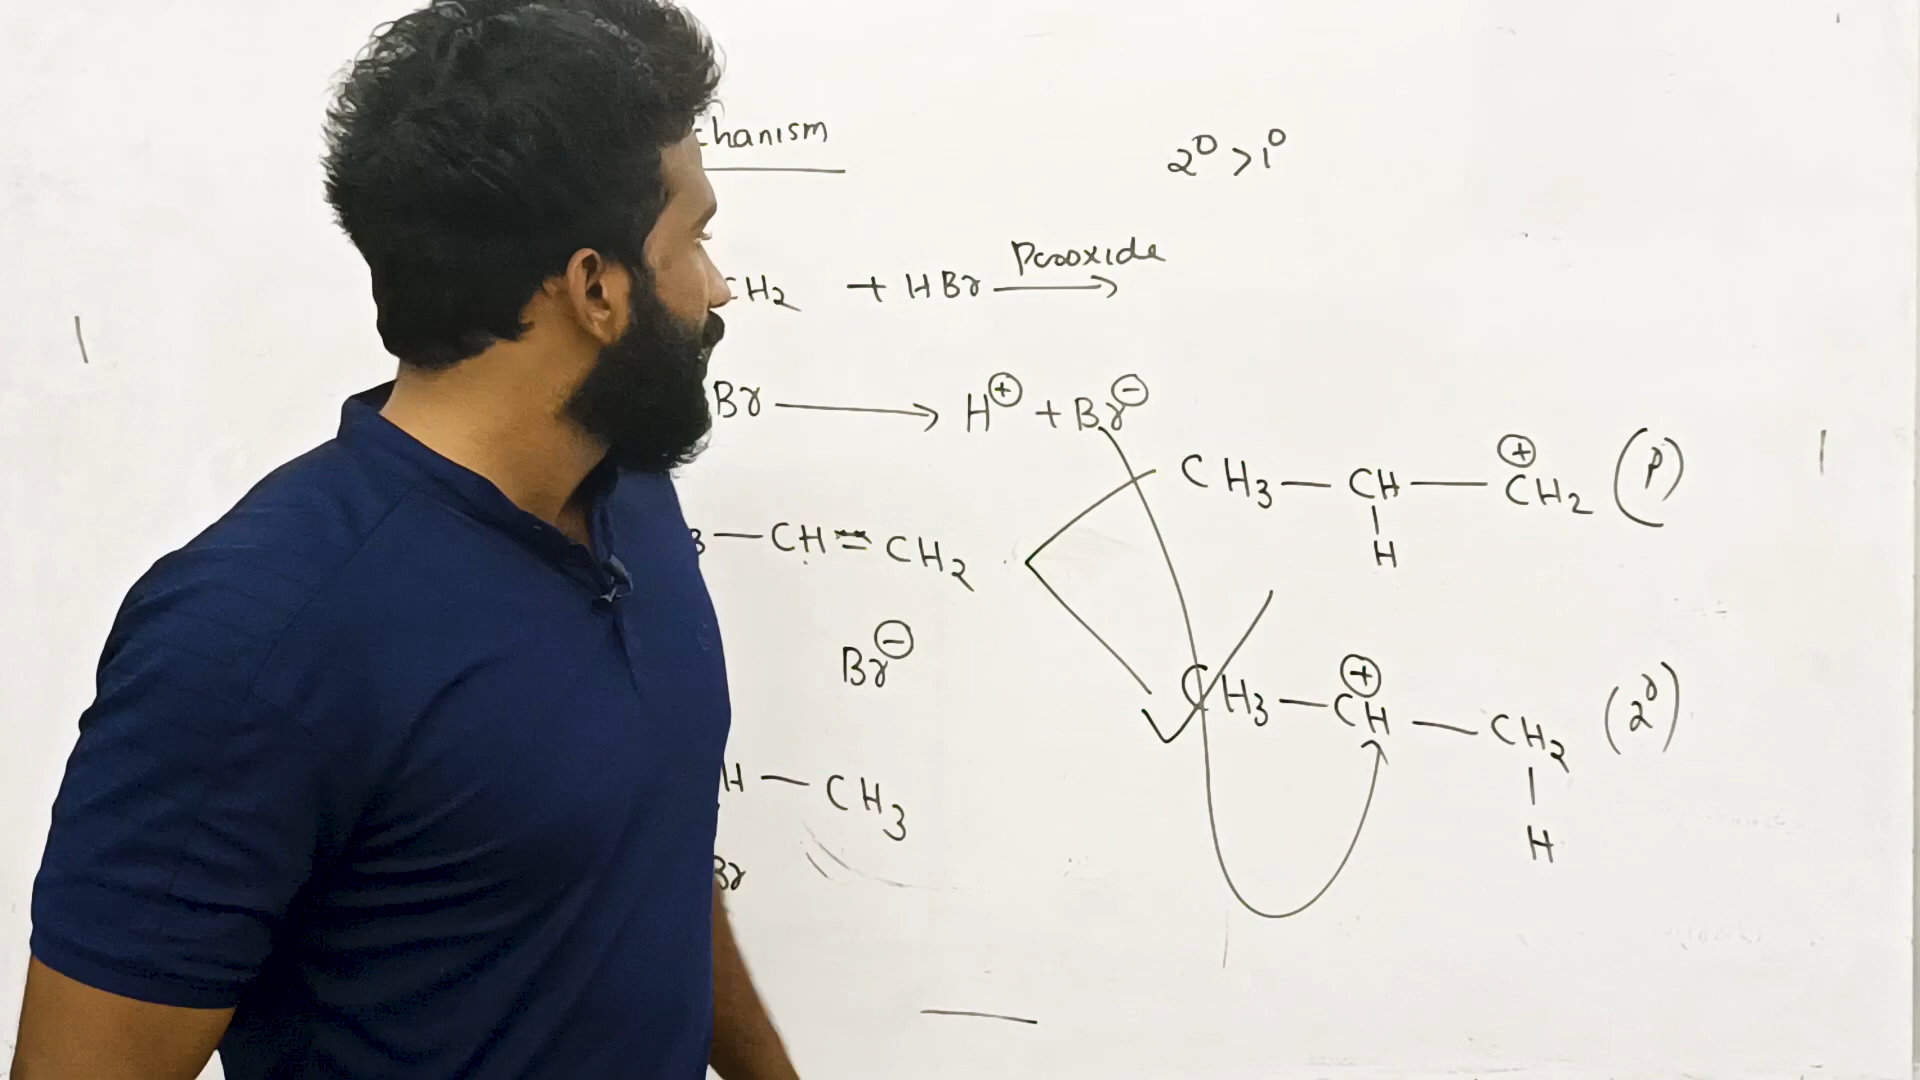 chanism
2° > 1°
CH2 + HBr Peroxide →
Br → H⊕ + Br⊖
CH3 — CH — ⊕CH2 (P)
H
3 — CH = CH2
Br⊖
CH3 — ⊕CH — CH2 (2°)
H
H — CH3
Br